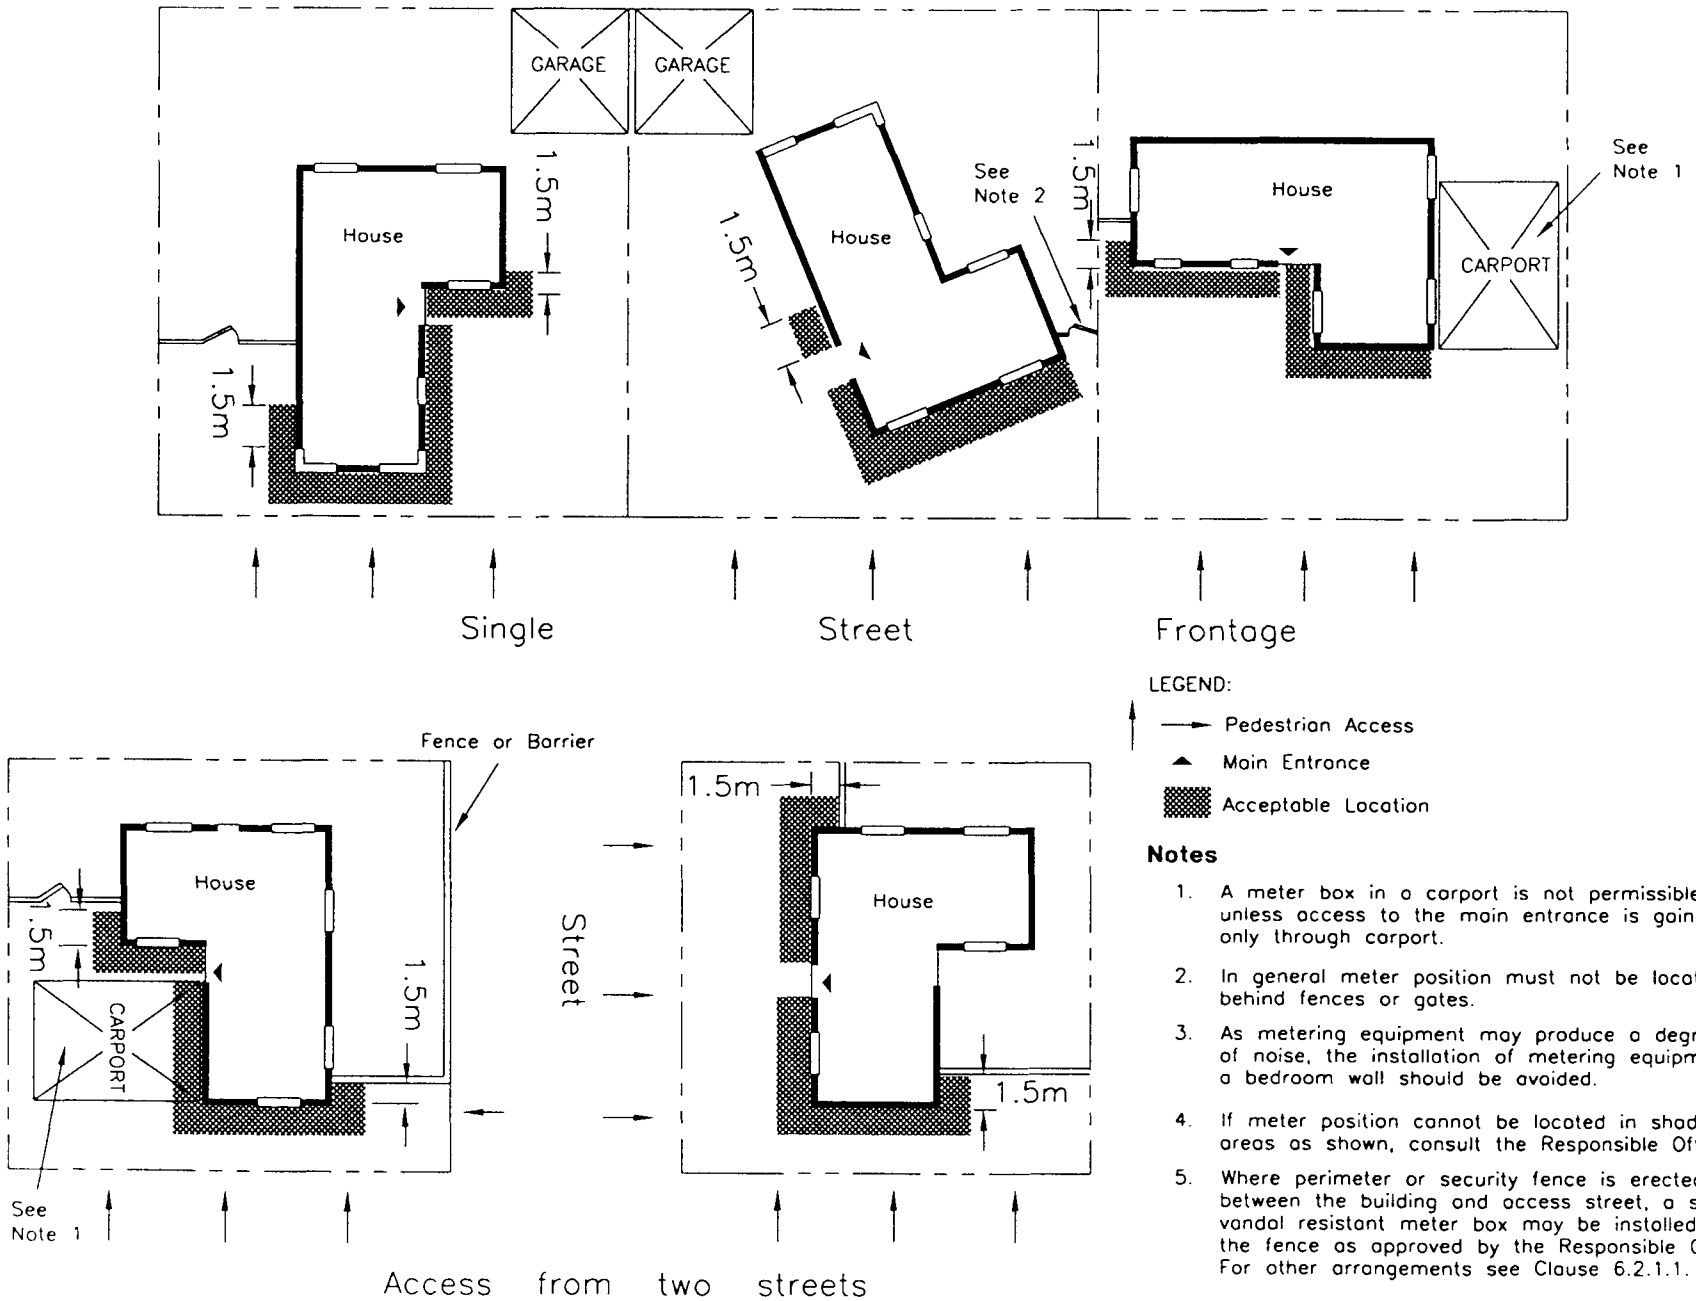 GARAGE
GARAGE
House
1.5m
1.5m
House
1.5m
See
Note 2
1.5m
House
CARPORT
See
Note 1
Single Street Frontage
LEGEND:
Pedestrian Access
Main Entrance
Acceptable Location
Notes
1. A meter box in a carport is not permissible
unless access to the main entrance is gain
only through carport.
2. In general meter position must not be locat
behind fences or gates.
3. As metering equipment may produce a degr
of noise, the installation of metering equipm
a bedroom wall should be avoided.
4. If meter position cannot be located in shad
areas as shown, consult the Responsible Of
5. Where perimeter or security fence is erected
between the building and access street, a s
vandal resistant meter box may be installed
the fence as approved by the Responsible O
For other arrangements see Clause 6.2.1.1.
Fence or Barrier
House
1.5m
CARPORT
1.5m
See
Note 1
Street
1.5m
House
1.5m
Access from two streets